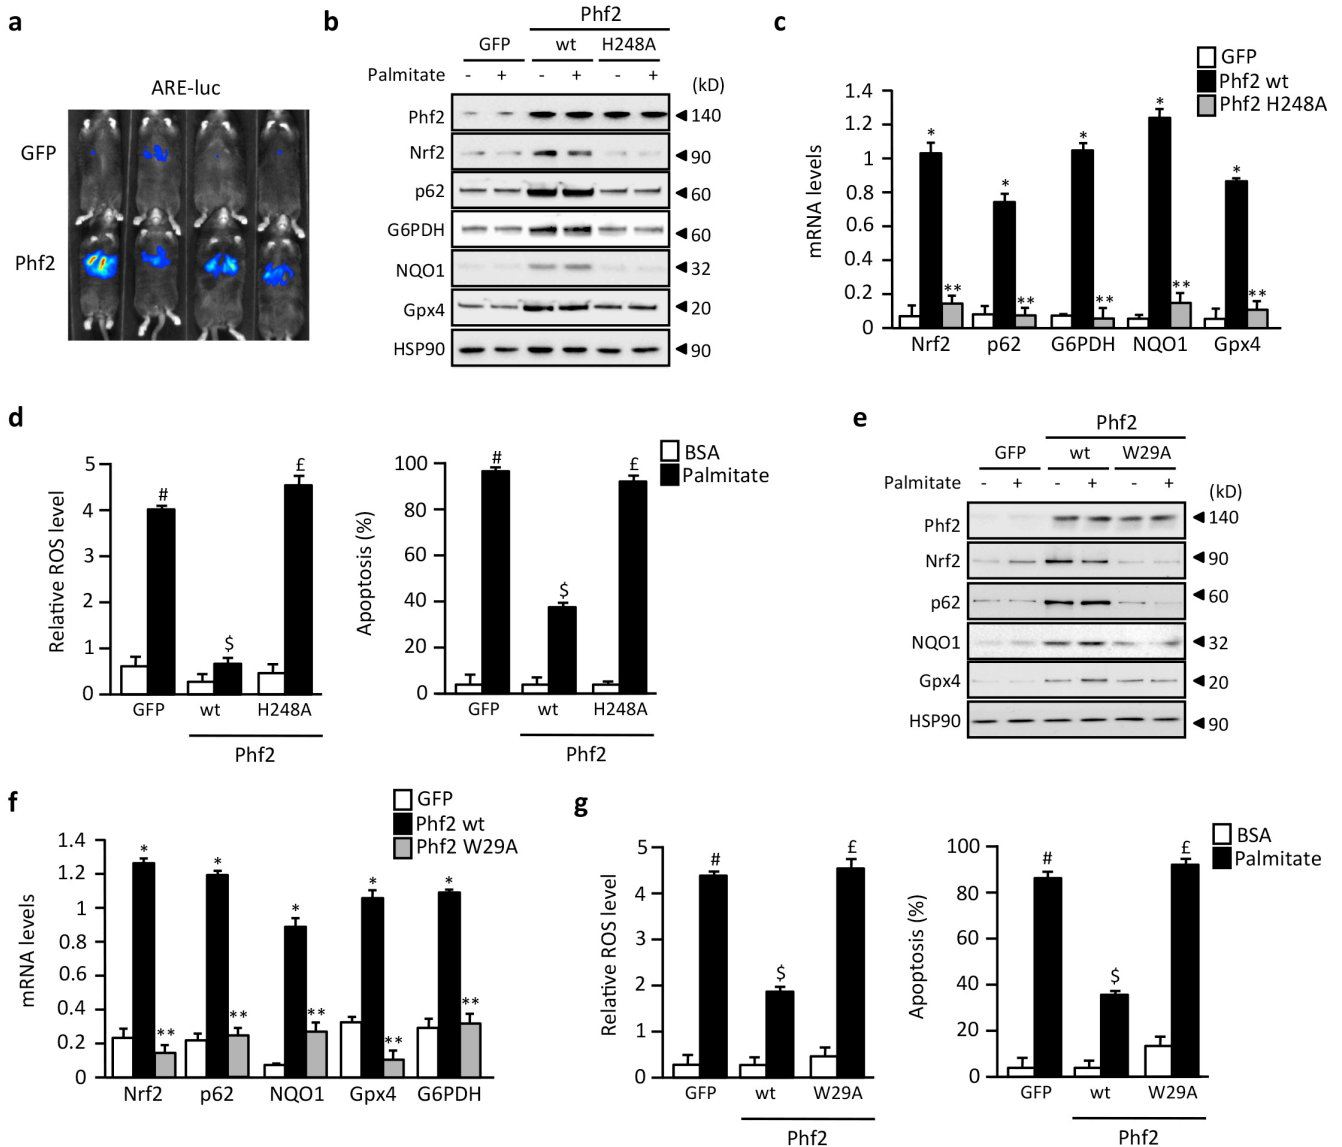 a
ARE-luc
GFP
Phf2
b
Phf2
GFP wt H248A
Palmitate - + - + - + (kD)
Phf2 140
Nrf2 90
p62 60
G6PDH 60
NQO1 32
Gpx4 20
HSP90 90
c
GFP
Phf2 wt
Phf2 H248A
mRNA levels
1.4
1.2
1
0.8
0.6
0.4
0.2
0
* * * * *
** ** ** ** **
Nrf2 p62 G6PDH NQO1 Gpx4
d
Relative ROS level
5
4
3
2
1
0
# $ £
GFP wt H248A
Phf2
Apoptosis (%)
100
80
60
40
20
0
# $ £
GFP wt H248A
Phf2
BSA
Palmitate
e
Phf2
GFP wt W29A
Palmitate - + - + - + (kD)
Phf2 140
Nrf2 90
p62 60
NQO1 32
Gpx4 20
HSP90 90
f
GFP
Phf2 wt
Phf2 W29A
mRNA levels
1.4
1.2
1
0.8
0.6
0.4
0.2
0
* * * * *
** ** ** ** **
Nrf2 p62 NQO1 Gpx4 G6PDH
g
Relative ROS level
5
4
3
2
1
0
# $ £
GFP wt W29A
Phf2
Apoptosis (%)
100
80
60
40
20
0
# $ £
GFP wt W29A
Phf2
BSA
Palmitate